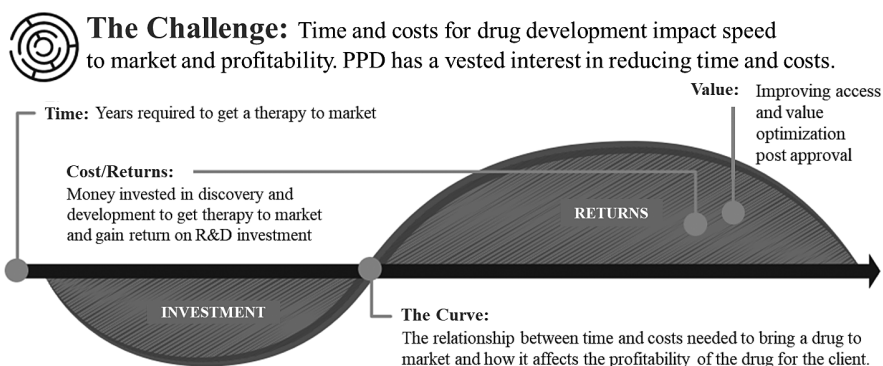 The Challenge: Time and costs for drug development impact speed
to market and profitability. PPD has a vested interest in reducing time and costs.
Time: Years required to get a therapy to market
Value: Improving access
and value
optimization
post approval
Cost/Returns:
Money invested in discovery and
development to get therapy to market
and gain return on R&D investment
RETURNS
INVESTMENT
The Curve:
The relationship between time and costs needed to bring a drug to
market and how it affects the profitability of the drug for the client.